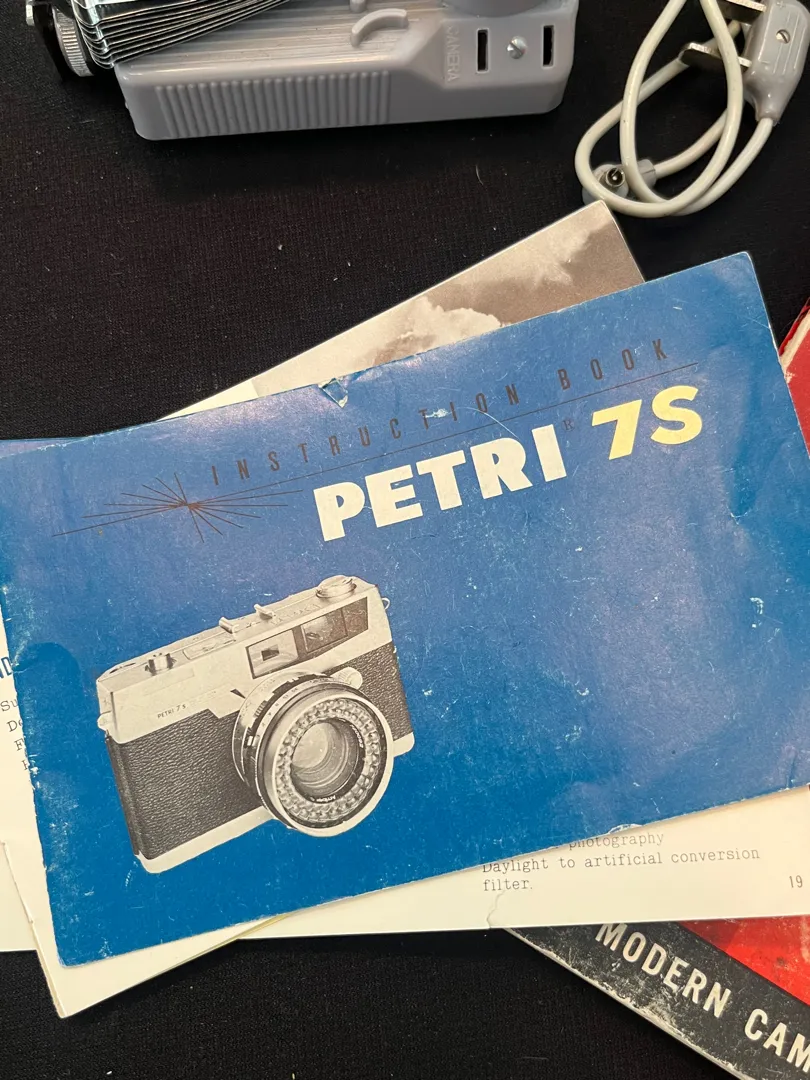 CAMERA
INSTRUCTION BOOK
PETRI 7S
R
PETRI 7S
photography
Daylight to artificial conversion
filter.
19
MODERN CAM